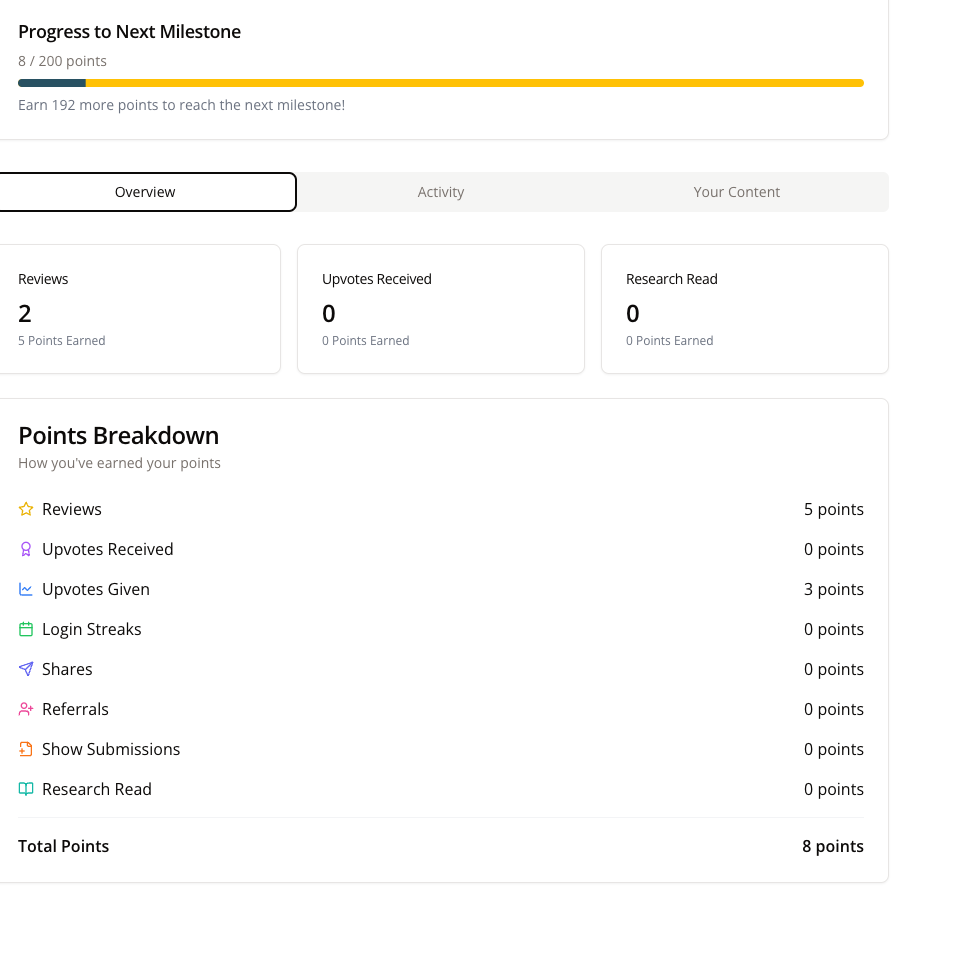 Progress to Next Milestone
8 / 200 points
Earn 192 more points to reach the next milestone!
Overview
Activity
Your Content
Reviews
2
5 Points Earned
Upvotes Received
0
0 Points Earned
Research Read
0
0 Points Earned
Points Breakdown
How you've earned your points
Reviews 5 points
Upvotes Received 0 points
Upvotes Given 3 points
Login Streaks 0 points
Shares 0 points
Referrals 0 points
Show Submissions 0 points
Research Read 0 points
Total Points 8 points